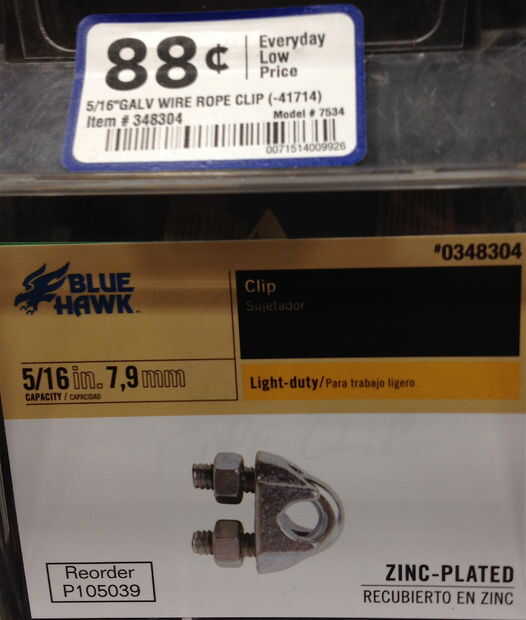 88¢
Everyday
Low
Price
5/16"GALV WIRE ROPE CLIP (-41714)
Item # 348304
Model # 7534
0071514009926
#0348304
BLUE
HAWK
Clip
Sujetador
5/16 in. 7,9 mm
CAPACITY / CAPACIDAD
Light-duty/Para trabajo ligero
Reorder
P105039
ZINC-PLATED
RECUBIERTO EN ZINC